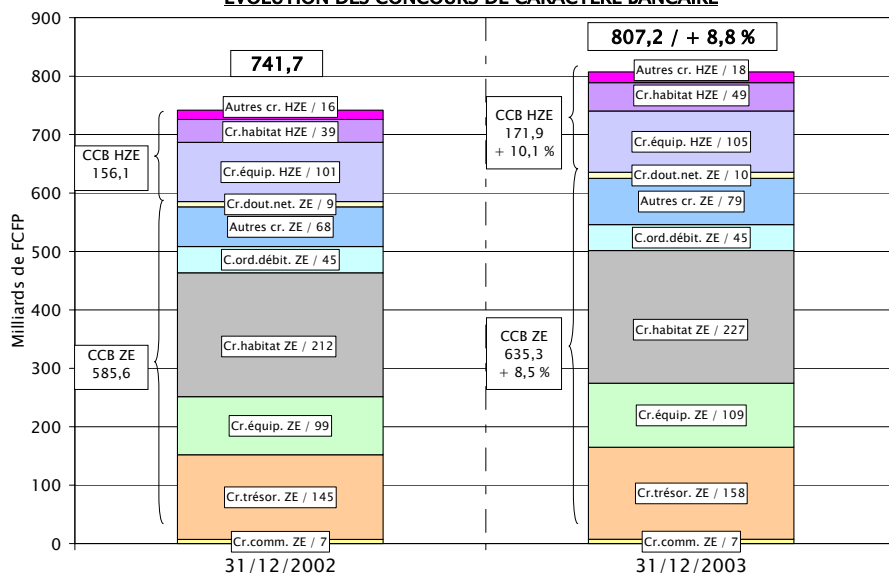 EVOLUTION DES CONCOURS DE CARACTERE BANCAIRE
900
800
700
600
500
400
300
200
100
0
Milliards de FCFP
741,7
CCB HZE
156,1
CCB ZE
585,6
Autres cr. HZE / 16
Cr.habitat HZE / 39
Cr.équip. HZE / 101
Cr.dout.net. ZE / 9
Autres cr. ZE / 68
C.ord.débit. ZE / 45
Cr.habitat ZE / 212
Cr.équip. ZE / 99
Cr.trésor. ZE / 145
Cr.comm. ZE / 7
31/12/2002
807,2 / + 8,8 %
CCB HZE
171,9
+ 10,1 %
CCB ZE
635,3
+ 8,5 %
Autres cr. HZE / 18
Cr.habitat HZE / 49
Cr.équip. HZE / 105
Cr.dout.net. ZE / 10
Autres cr. ZE / 79
C.ord.débit. ZE / 45
Cr.habitat ZE / 227
Cr.équip. ZE / 109
Cr.trésor. ZE / 158
Cr.comm. ZE / 7
31/12/2003